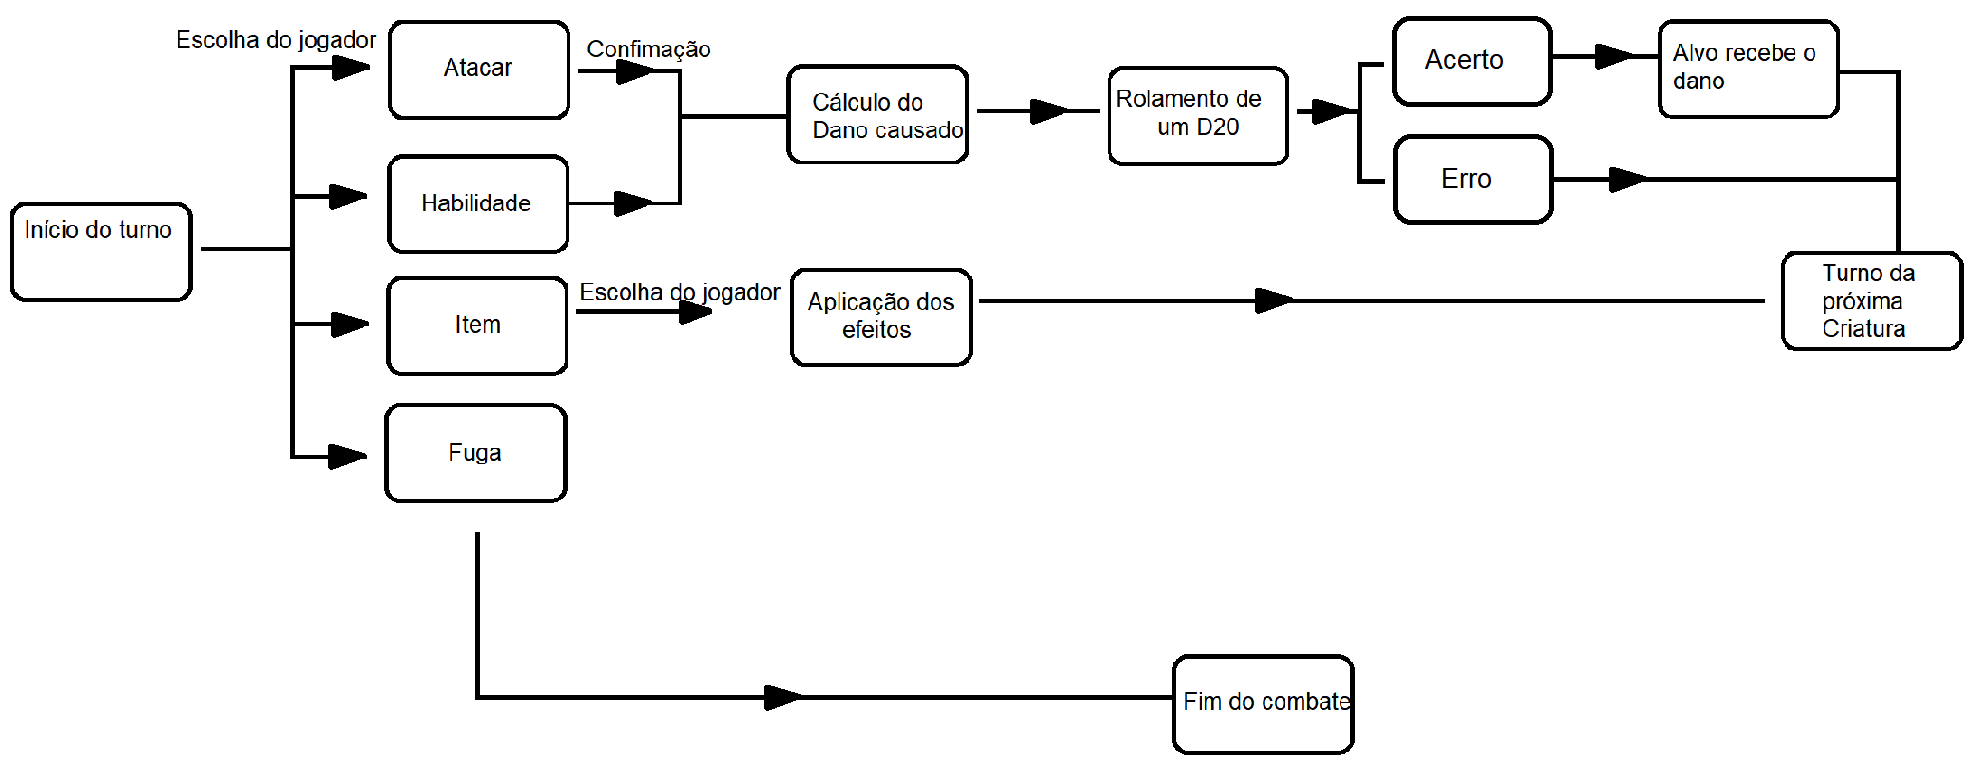 Escolha do jogador
Atacar
Confimação
Habilidade
Início do turno
Item
Escolha do jogador
Fuga
Cálculo do
Dano causado
Rolamento de
um D20
Acerto
Erro
Alvo recebe o
dano
Aplicação dos
efeitos
Turno da
próxima
Criatura
Fim do combate